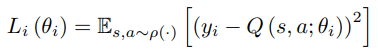 L_i (θ_i) = 𝔼_{s,a∼ρ(·)} [(y_i − Q (s, a; θ_i))^2]